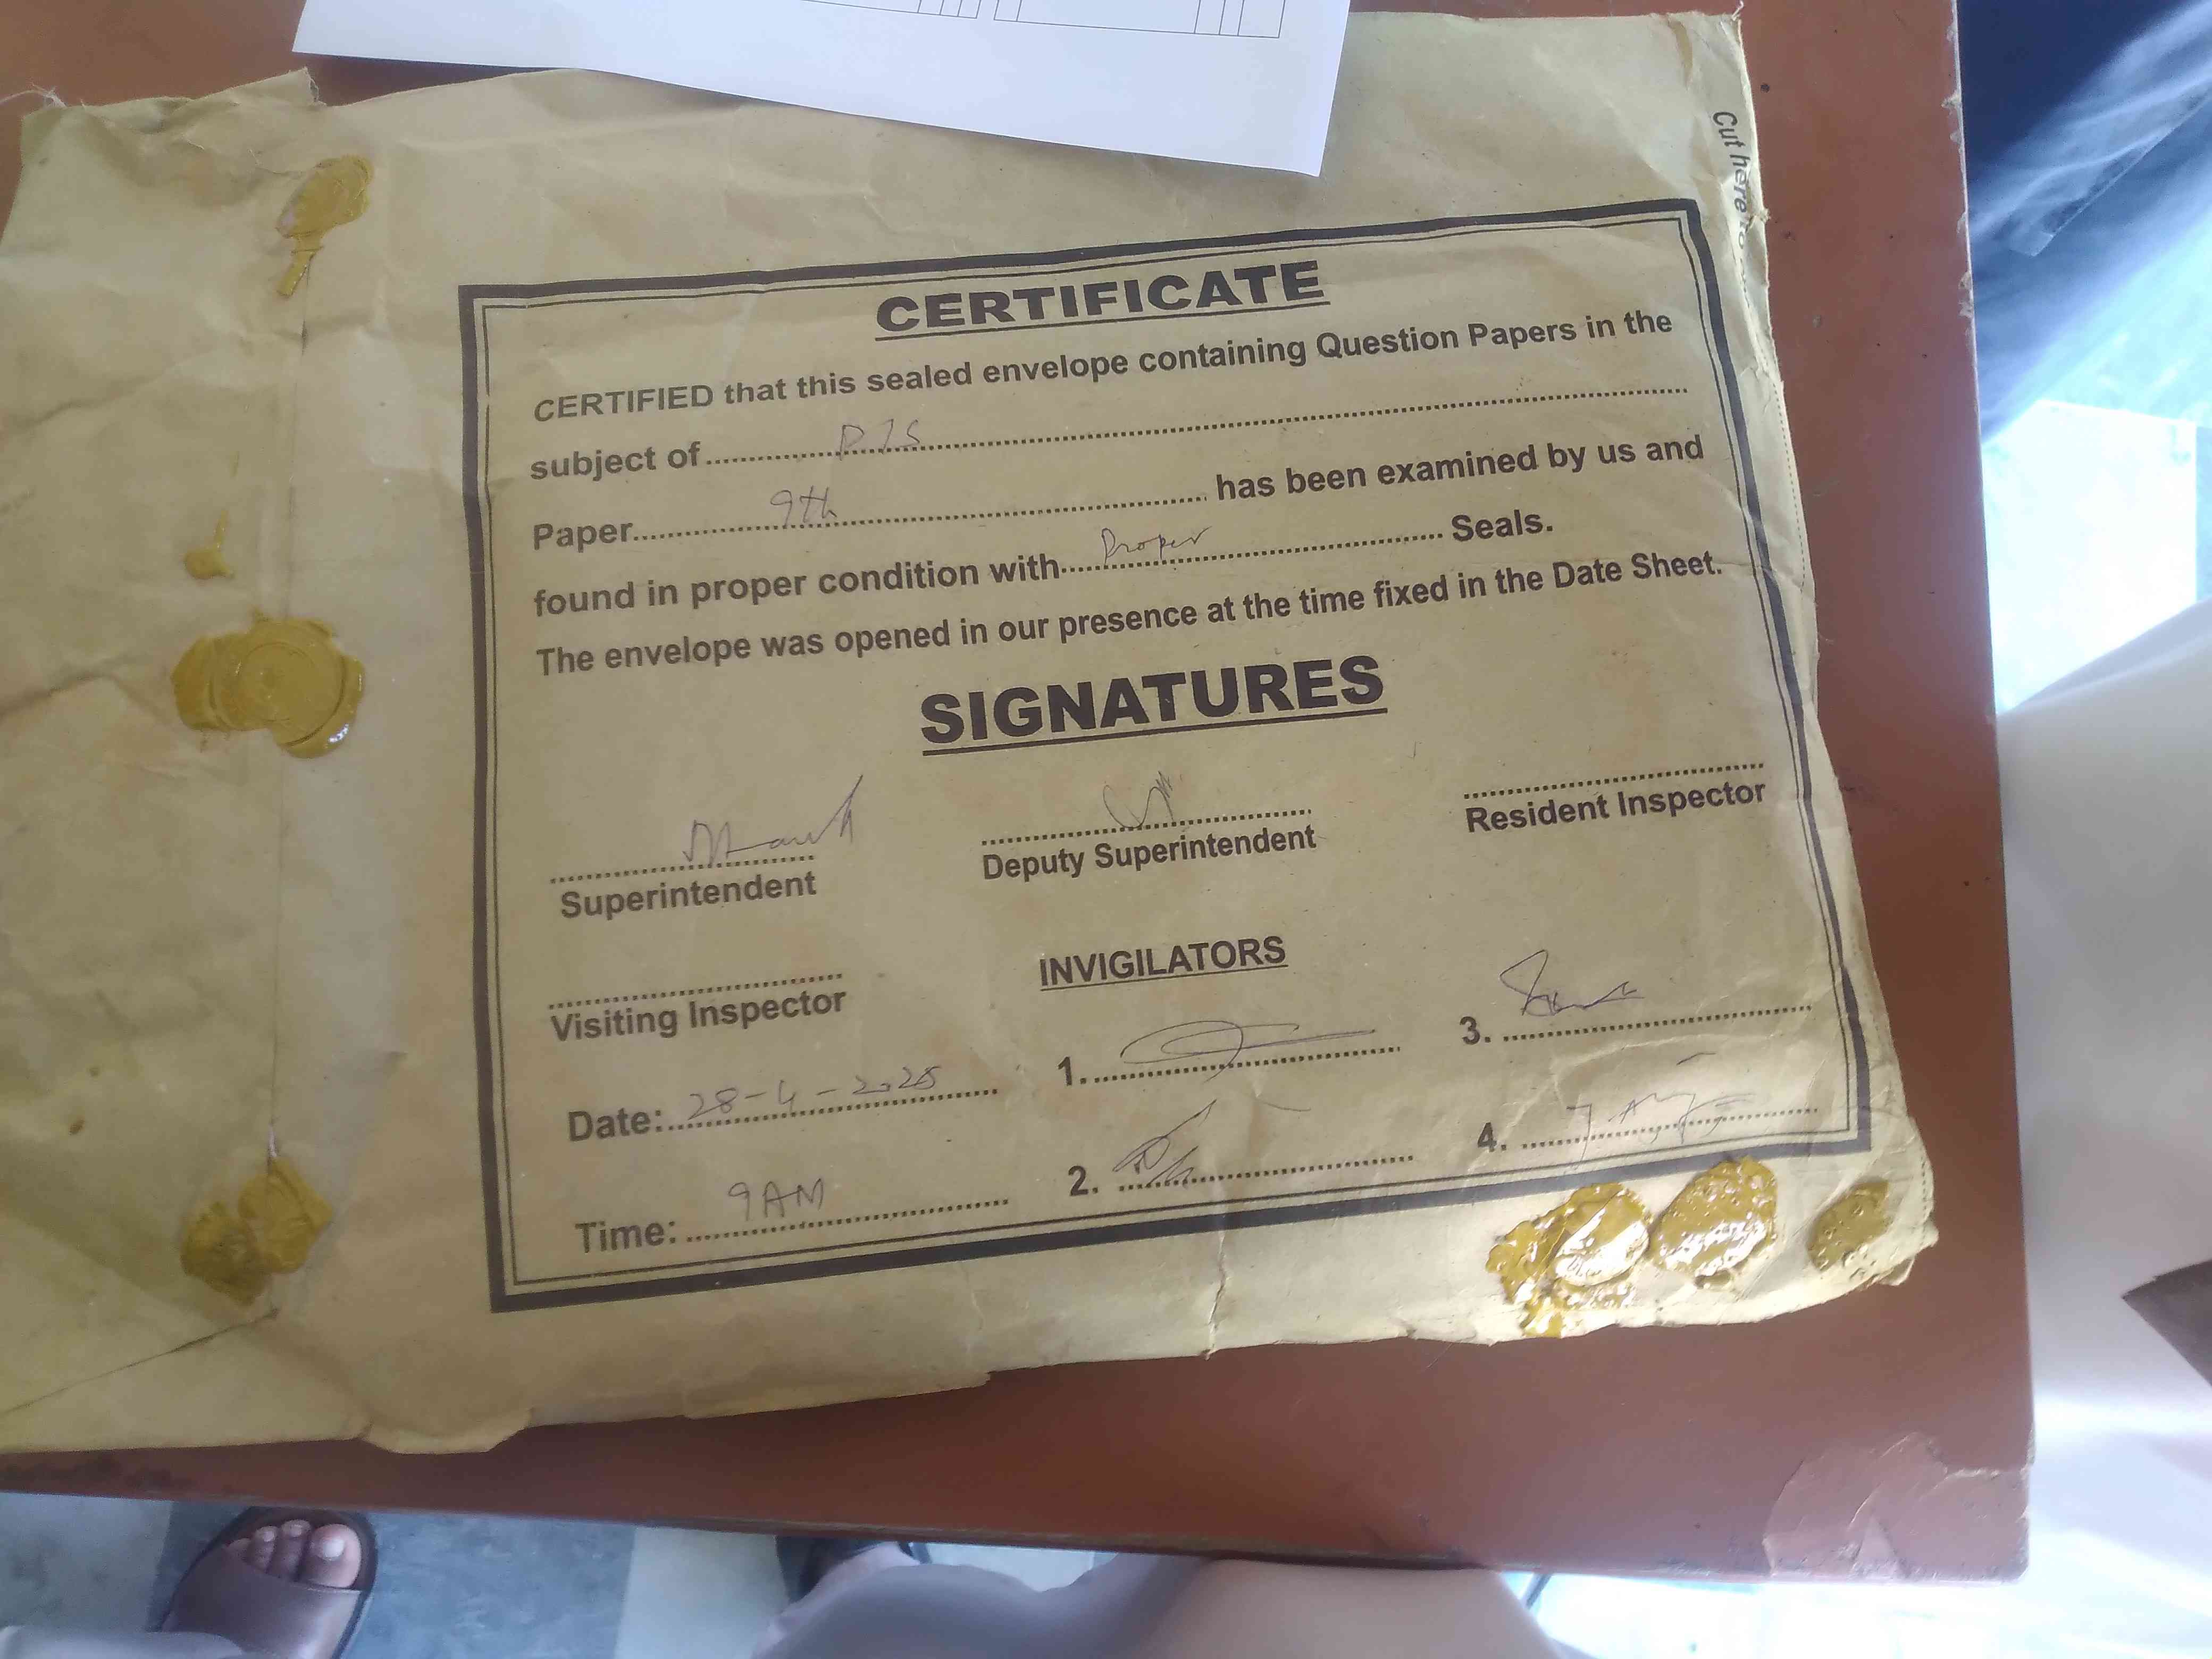 Cut here to
CERTIFICATE
CERTIFIED that this sealed envelope containing Question Papers in the
subject of
Paper 9th has been examined by us and
found in proper condition with Proper Seals.
The envelope was opened in our presence at the time fixed in the Date Sheet.
SIGNATURES
Superintendent
Deputy Superintendent
Resident Inspector
Visiting Inspector
INVIGILATORS
1.
3.
Date: 28-4-2025
2.
4.
Time: 9AM